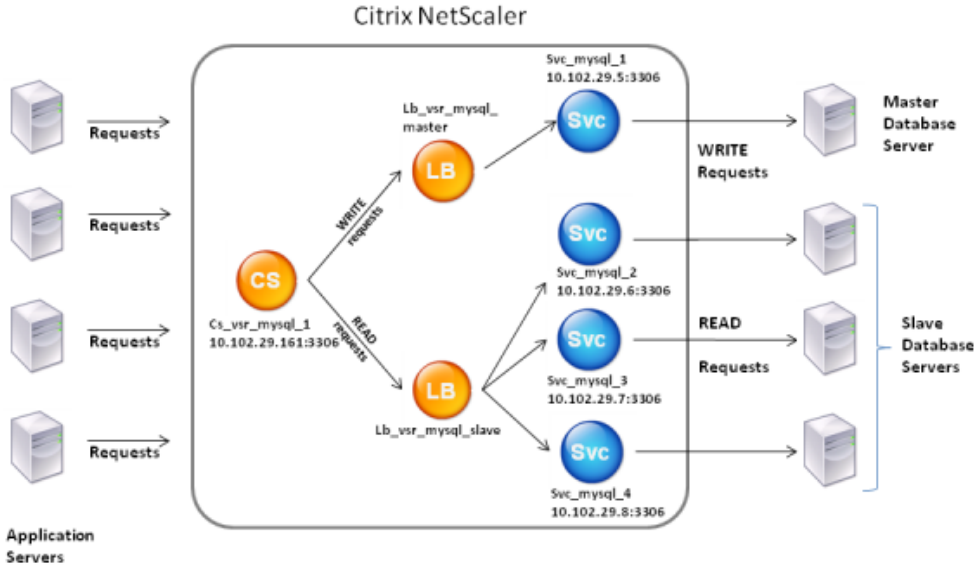 Citrix NetScaler
Requests
Requests
Requests
Requests
Application
Servers
CS
Cs_vsr_mysql_1
10.102.29.161:3306
WRITE
requests
READ
requests
Lb_vsr_mysql_
master
LB
LB
Lb_vsr_mysql_slave
Svc_mysql_1
10.102.29.5:3306
Svc
Svc
Svc_mysql_2
10.102.29.6:3306
Svc
Svc_mysql_3
10.102.29.7:3306
Svc
Svc_mysql_4
10.102.29.8:3306
WRITE
Requests
READ
Requests
Master
Database
Server
Slave
Database
Servers